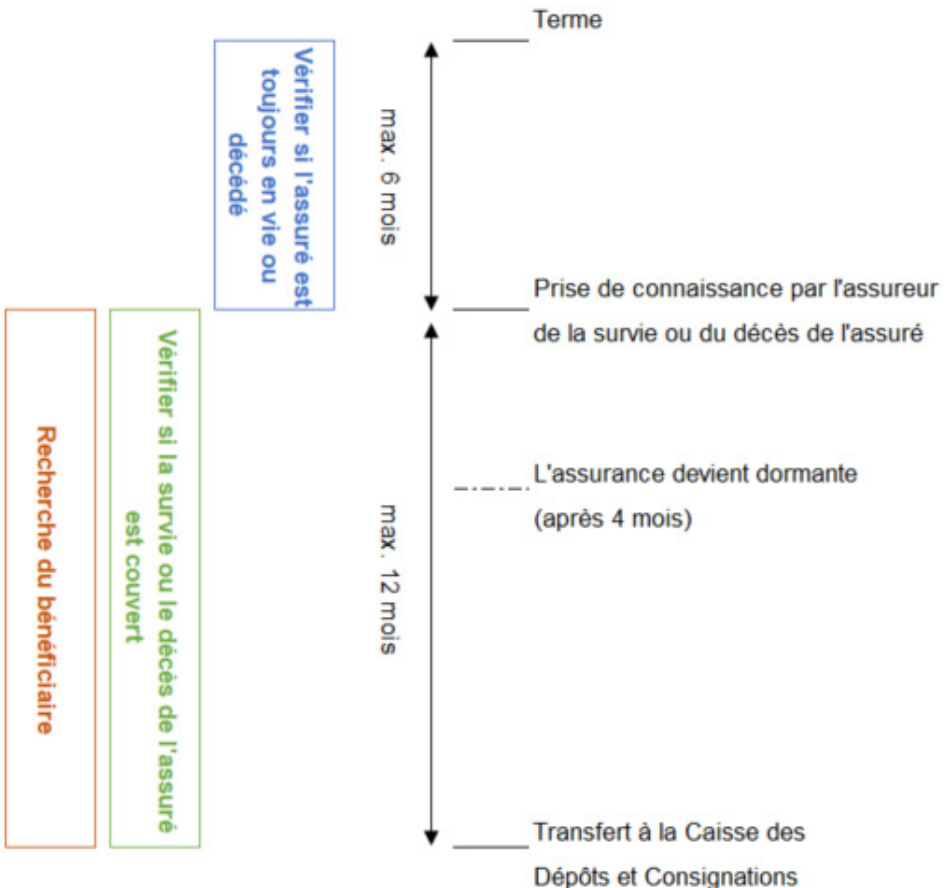 Terme
Vérifier si l'assuré est
toujours en vie ou
décédé
max. 6 mois
Prise de connaissance par l'assureur
de la survie ou du décès de l'assuré
Recherche du bénéficiaire
Vérifier si la survie ou le décès de l'assuré
est couvert
max. 12 mois
L'assurance devient dormante
(après 4 mois)
Transfert à la Caisse des
Dépôts et Consignations